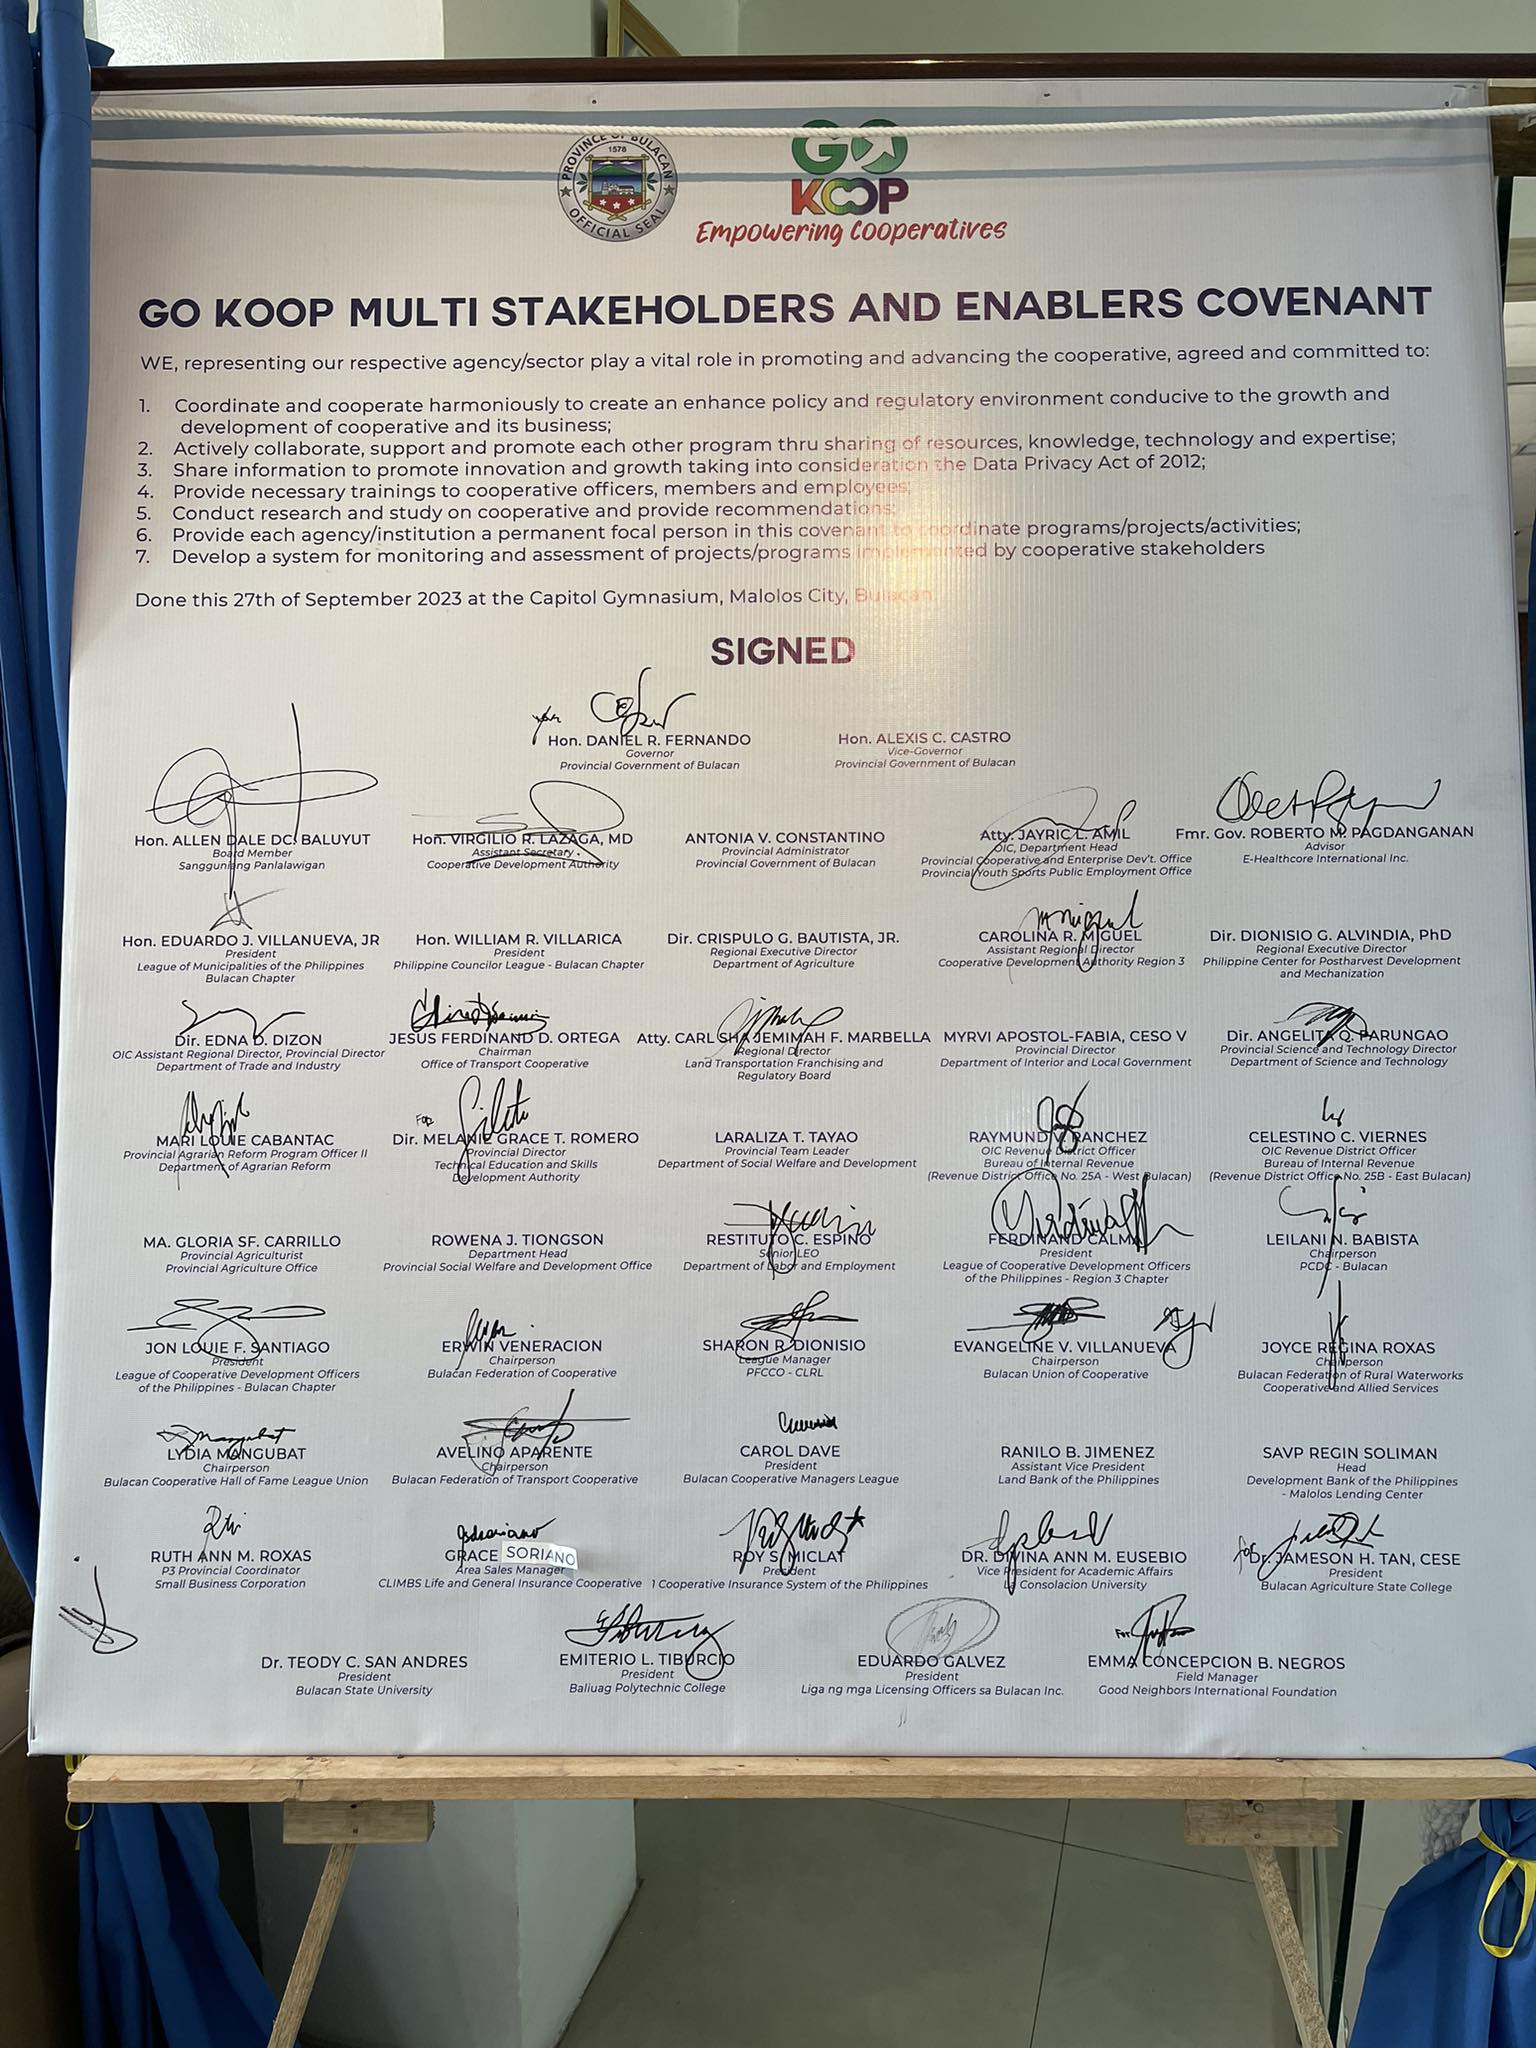 PROVINCE OF BULACAN
1578
OFFICIAL SEAL
GO
KOOP
Empowering Cooperatives
GO KOOP MULTI STAKEHOLDERS AND ENABLERS COVENANT
WE, representing our respective agency/sector play a vital role in promoting and advancing the cooperative, agreed and committed to:
1. Coordinate and cooperate harmoniously to create an enhance policy and regulatory environment conducive to the growth and
development of cooperative and its business;
2. Actively collaborate, support and promote each other program thru sharing of resources, knowledge, technology and expertise;
3. Share information to promote innovation and growth taking into consideration the Data Privacy Act of 2012;
4. Provide necessary trainings to cooperative officers, members and employees;
5. Conduct research and study on cooperative and provide recommendations;
6. Provide each agency/institution a permanent focal person in this covenant to coordinate programs/projects/activities;
7. Develop a system for monitoring and assessment of projects/programs implemented by cooperative stakeholders
Done this 27th of September 2023 at the Capitol Gymnasium, Malolos City, Bulacan.
SIGNED
Hon. DANIEL R. FERNANDO
Governor
Provincial Government of Bulacan
Hon. ALEXIS C. CASTRO
Vice-Governor
Provincial Government of Bulacan
Hon. ALLEN DALE DC. BALUYUT
Board Member
Sangguniang Panlalawigan
Hon. VIRGILIO R. LAZAGA, MD
Assistant Secretary
Cooperative Development Authority
ANTONIA V. CONSTANTINO
Provincial Administrator
Provincial Government of Bulacan
Atty. JAYRIC L. AMIL
OIC, Department Head
Provincial Cooperative and Enterprise Dev't. Office
Provincial Youth Sports Public Employment Office
Fmr. Gov. ROBERTO M. PAGDANGANAN
Advisor
E-Healthcore International Inc.
Hon. EDUARDO J. VILLANUEVA, JR
President
League of Municipalities of the Philippines
Bulacan Chapter
Hon. WILLIAM R. VILLARICA
President
Philippine Councilor League - Bulacan Chapter
Dir. CRISPULO G. BAUTISTA, JR.
Regional Executive Director
Department of Agriculture
CAROLINA R. MIGUEL
Assistant Regional Director
Cooperative Development Authority Region 3
Dir. DIONISIO G. ALVINDIA, PhD
Regional Executive Director
Philippine Center for Postharvest Development
and Mechanization
Dir. EDNA D. DIZON
OIC Assistant Regional Director, Provincial Director
Department of Trade and Industry
JESUS FERDINAND D. ORTEGA
Chairman
Office of Transport Cooperative
Atty. CARL SHA JEMIMAH F. MARBELLA
Regional Director
Land Transportation Franchising and
Regulatory Board
MYRVI APOSTOL-FABIA, CESO V
Provincial Director
Department of Interior and Local Government
Dir. ANGELITA Q. PARUNGAO
Provincial Science and Technology Director
Department of Science and Technology
MARI LOUIE CABANTAC
Provincial Agrarian Reform Program Officer II
Department of Agrarian Reform
For
Dir. MELANIE GRACE T. ROMERO
Provincial Director
Technical Education and Skills
Development Authority
LARALIZA T. TAYAO
Provincial Team Leader
Department of Social Welfare and Development
RAYMUND V. RANCHEZ
OIC Revenue District Officer
Bureau of Internal Revenue
(Revenue District Office No. 25A - West Bulacan)
CELESTINO C. VIERNES
OIC Revenue District Officer
Bureau of Internal Revenue
(Revenue District Office No. 25B - East Bulacan)
MA. GLORIA SF. CARRILLO
Provincial Agriculturist
Provincial Agriculture Office
ROWENA J. TIONGSON
Department Head
Provincial Social Welfare and Development Office
RESTITUTO C. ESPINO
Senior LEO
Department of Labor and Employment
FERDINAND CALMA
President
League of Cooperative Development Officers
of the Philippines - Region 3 Chapter
LEILANI N. BABISTA
Chairperson
PCDC - Bulacan
JON LOUIE F. SANTIAGO
President
League of Cooperative Development Officers
of the Philippines - Bulacan Chapter
ERWIN VENERACION
Chairperson
Bulacan Federation of Cooperative
SHARON R. DIONISIO
League Manager
PFCCO - CLRL
EVANGELINE V. VILLANUEVA
Chairperson
Bulacan Union of Cooperative
JOYCE REGINA ROXAS
Chairperson
Bulacan Federation of Rural Waterworks
Cooperative and Allied Services
LYDIA MANGUBAT
Chairperson
Bulacan Cooperative Hall of Fame League Union
AVELINO APARENTE
Chairperson
Bulacan Federation of Transport Cooperative
CAROL DAVE
President
Bulacan Cooperative Managers League
RANILO B. JIMENEZ
Assistant Vice President
Land Bank of the Philippines
SAVP REGIN SOLIMAN
Head
Development Bank of the Philippines
- Malolos Lending Center
RUTH ANN M. ROXAS
P3 Provincial Coordinator
Small Business Corporation
GRACE SORIANO
Area Sales Manager
CLIMBS Life and General Insurance Cooperative
ROY S. MICLAT
President
1 Cooperative Insurance System of the Philippines
DR. DIVINA ANN M. EUSEBIO
Vice President for Academic Affairs
La Consolacion University
for
Dr. JAMESON H. TAN, CESE
President
Bulacan Agriculture State College
Dr. TEODY C. SAN ANDRES
President
Bulacan State University
EMITERIO L. TIBURCIO
President
Baliuag Polytechnic College
EDUARDO GALVEZ
President
Liga ng mga Licensing Officers sa Bulacan Inc.
For
EMMA CONCEPCION B. NEGROS
Field Manager
Good Neighbors International Foundation